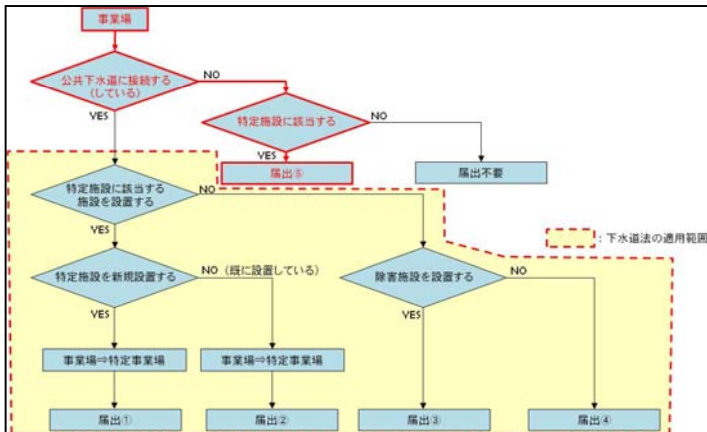 事業場
公共下水道に接続する
(している)
NO
YES
特定施設に該当する
NO
YES
届出⑤
届出不要
特定施設に該当する
施設を設置する
NO
YES
:下水道法の適用範囲
特定施設を新規設置する
NO (既に設置している)
YES
除害施設を設置する
NO
YES
事業場⇒特定事業場
事業場⇒特定事業場
届出①
届出②
届出③
届出④